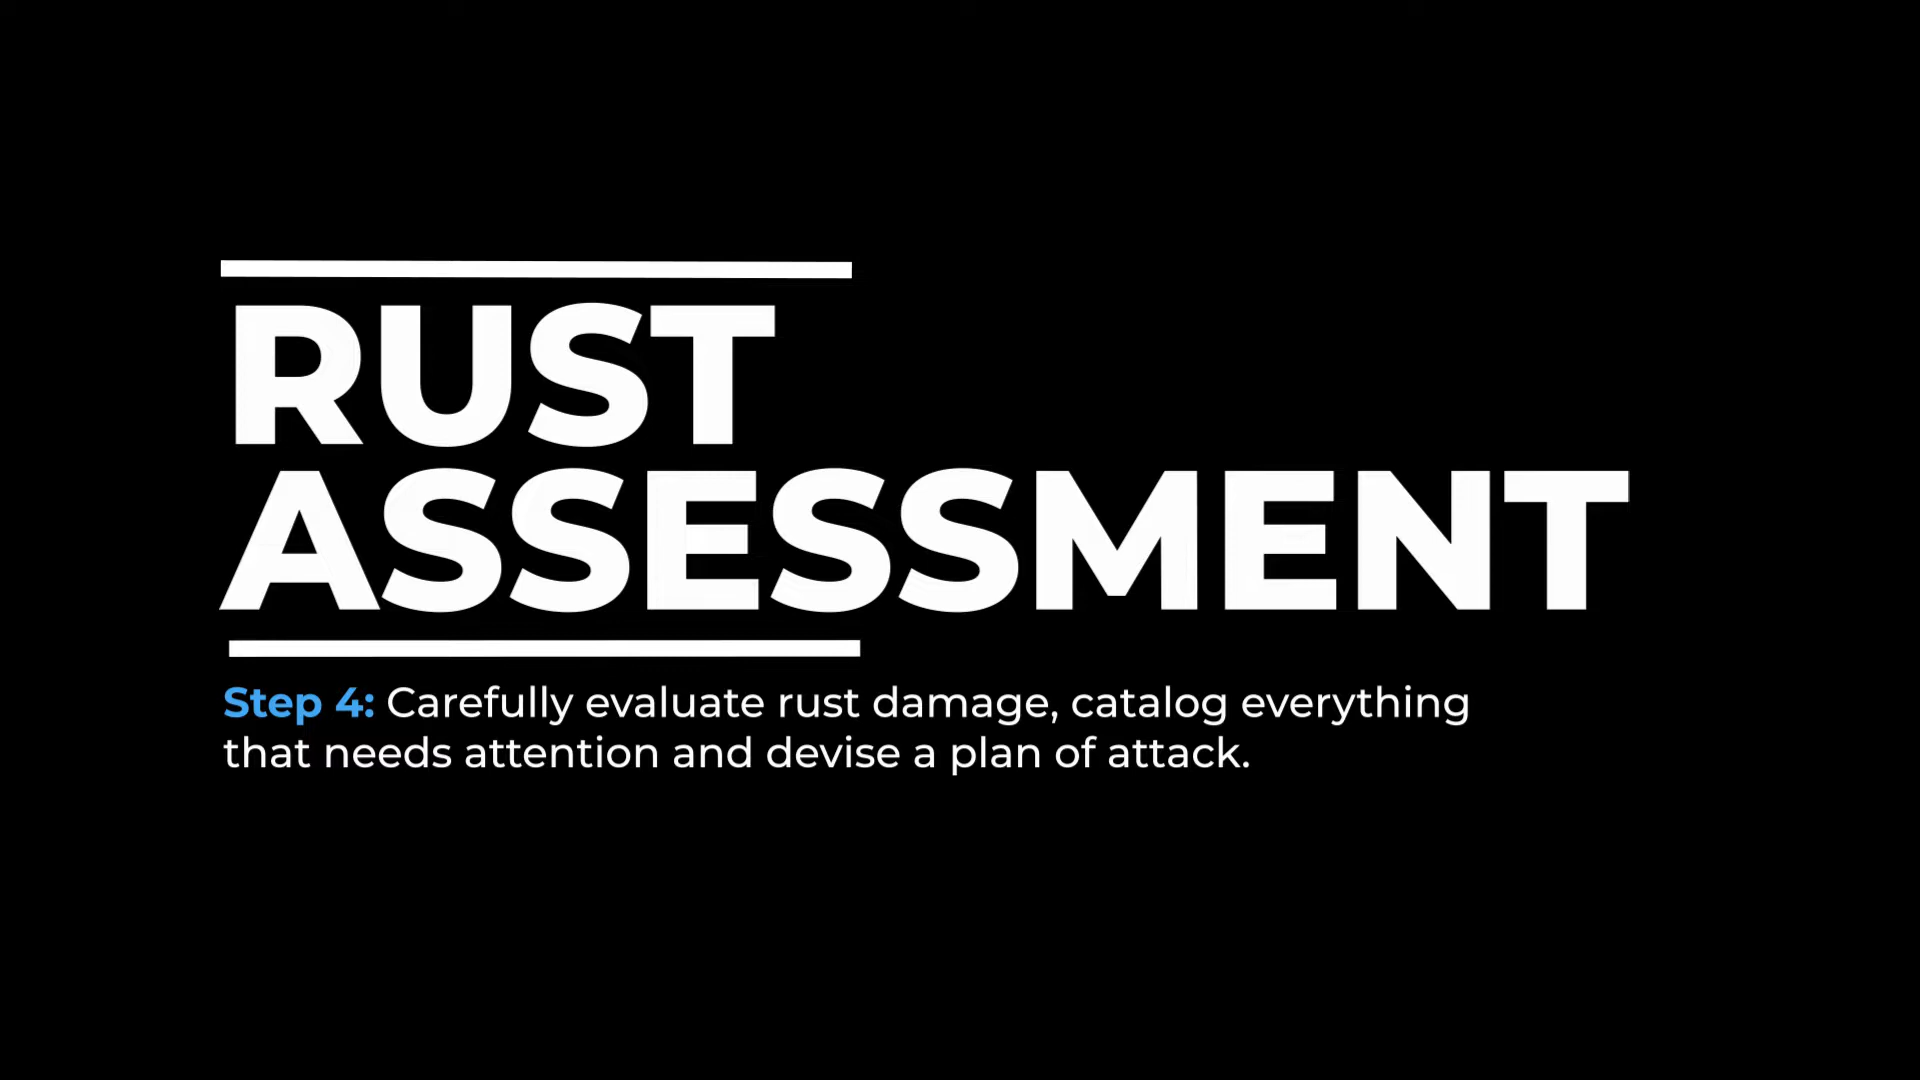 RUST
ASSESSMENT
Step 4: Carefully evaluate rust damage, catalog everything
that needs attention and devise a plan of attack.